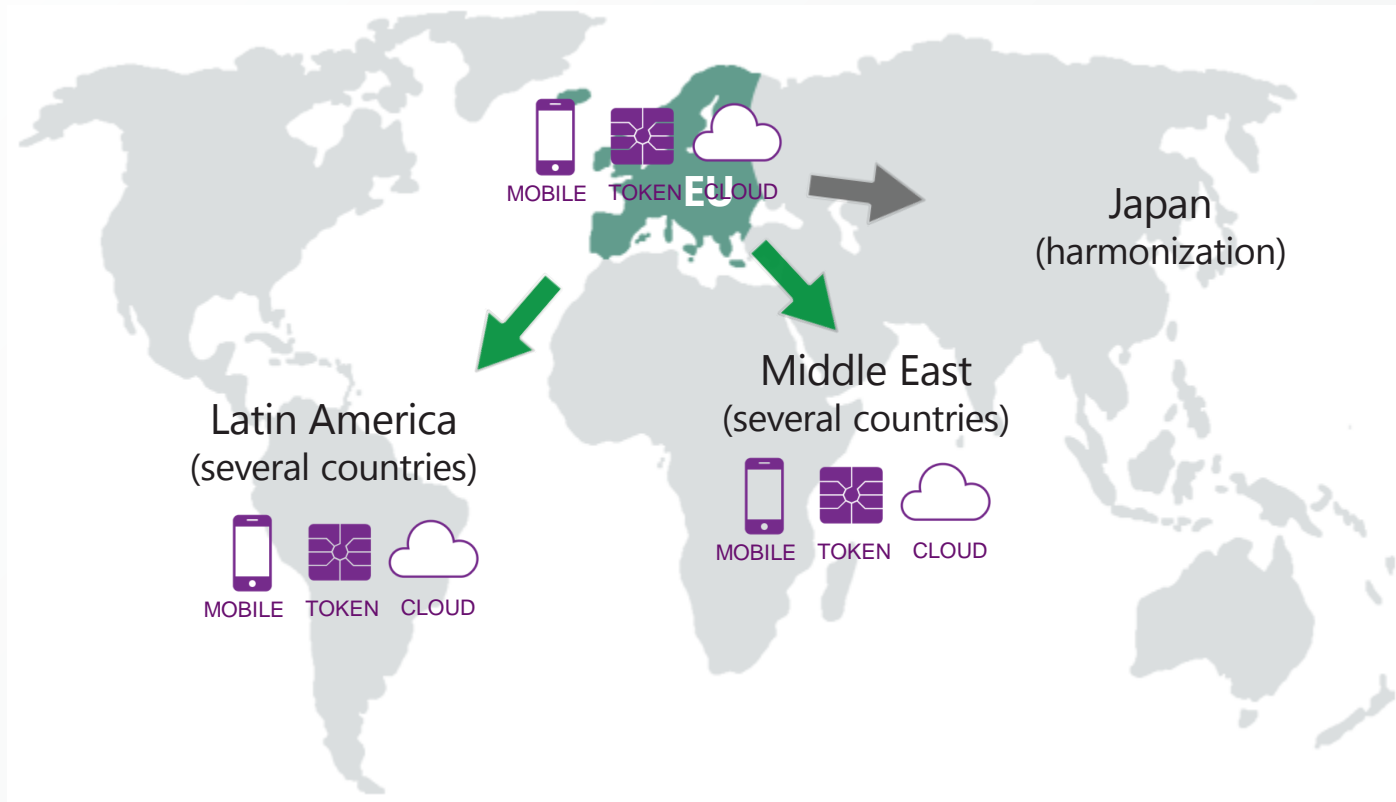 MOBILE TOKEN CLOUD
EU
Japan
(harmonization)
Middle East
(several countries)
MOBILE TOKEN CLOUD
Latin America
(several countries)
MOBILE TOKEN CLOUD